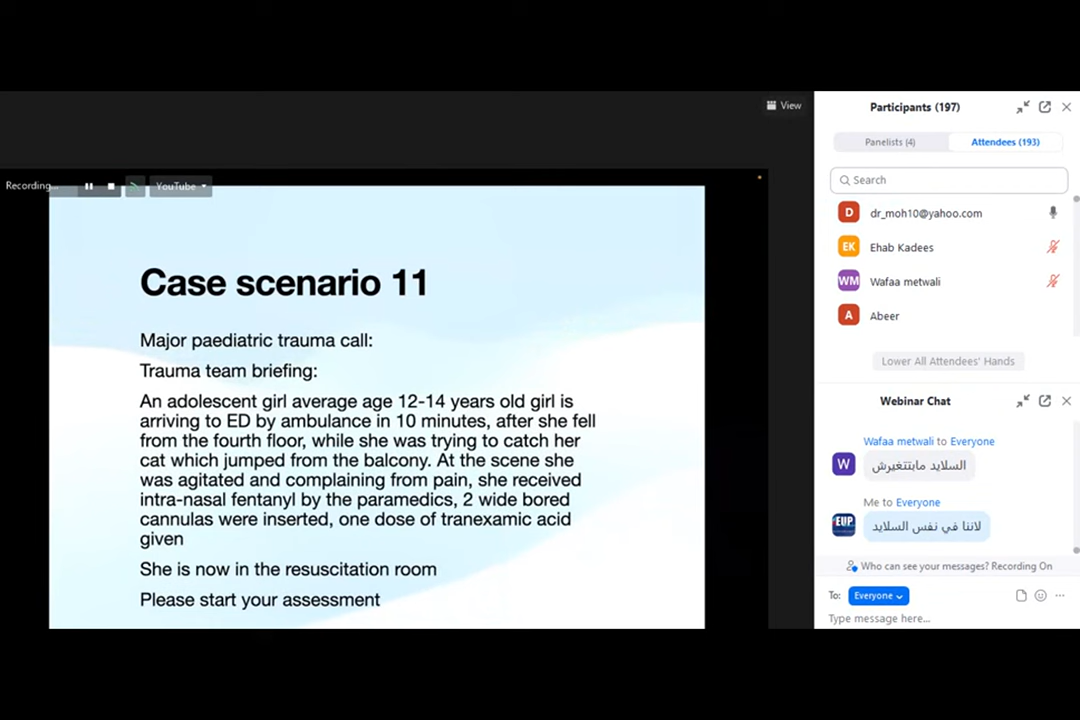 View
Recording...
YouTube
Case scenario 11
Major paediatric trauma call:
Trauma team briefing:
An adolescent girl average age 12-14 years old girl is
arriving to ED by ambulance in 10 minutes, after she fell
from the fourth floor, while she was trying to catch her
cat which jumped from the balcony. At the scene she
was agitated and complaining from pain, she received
intra-nasal fentanyl by the paramedics, 2 wide bored
cannulas were inserted, one dose of tranexamic acid
given
She is now in the resuscitation room
Please start your assessment
Participants (197)
Panelists (4)
Attendees (193)
Search
D
dr_moh10@yahoo.com
EK
Ehab Kadees
WM
Wafaa metwali
A
Abeer
Lower All Attendees' Hands
Webinar Chat
Wafaa metwali to Everyone
W
السلايد مابتتغيرش
Me to Everyone
EUP
لاننا في نفس السلايد
Who can see your messages? Recording On
To: Everyone
Type message here...